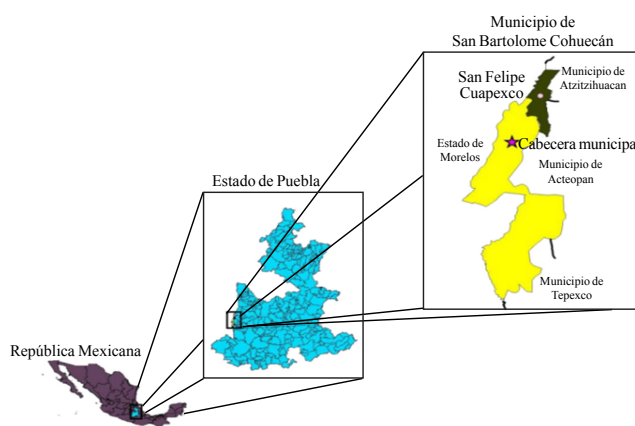 Municipio de
San Bartolome Cohuecán
San Felipe
Cuapexco
Municipio de
Atzitzihuacan
Estado de
Morelos
Cabecera municipa
Municipio de
Acteopan
Municipio de
Tepexco
Estado de Puebla
República Mexicana